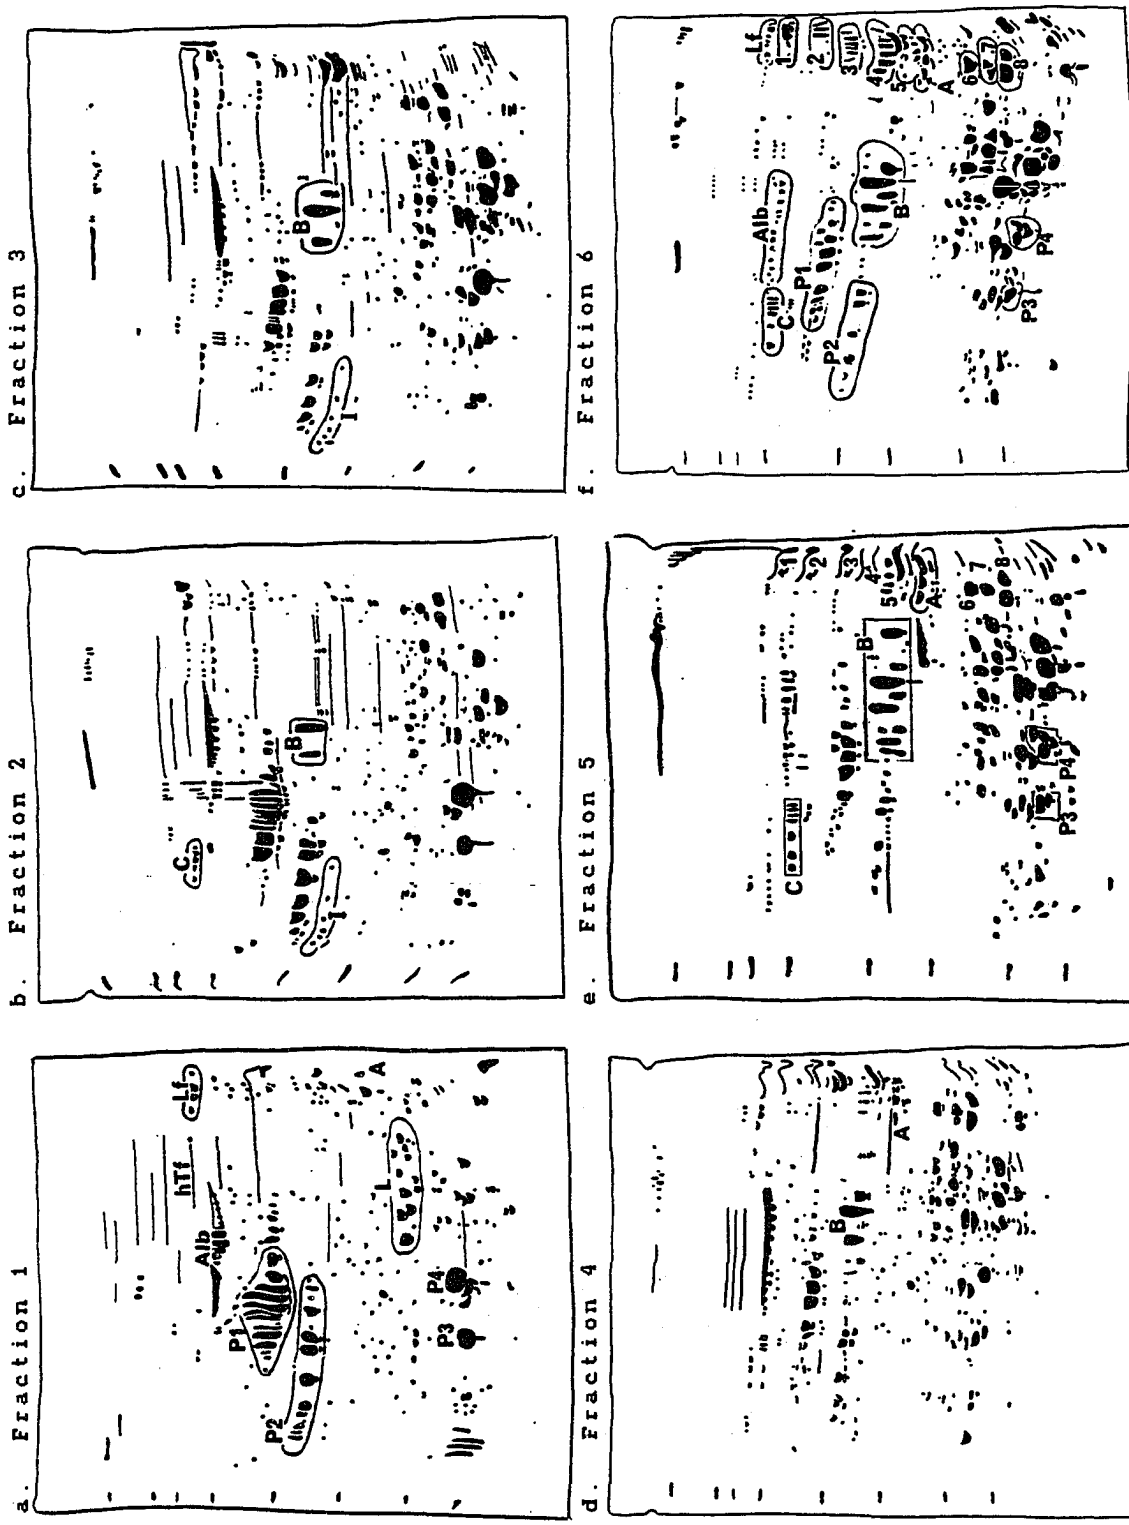 a. Fraction 1
P2
P1
Alb
hTf
Lf
P3
P4
L
A
b. Fraction 2
C
I
B
c. Fraction 3
I
B
d. Fraction 4
B
A
e. Fraction 5
C
B
P3
P4
1
2
3
4
5
A
6
7
8
f. Fraction 6
P2
C
P1
Alb
B
P3
P4
Lf
1
2
3
4
5
C
A
6
7
8